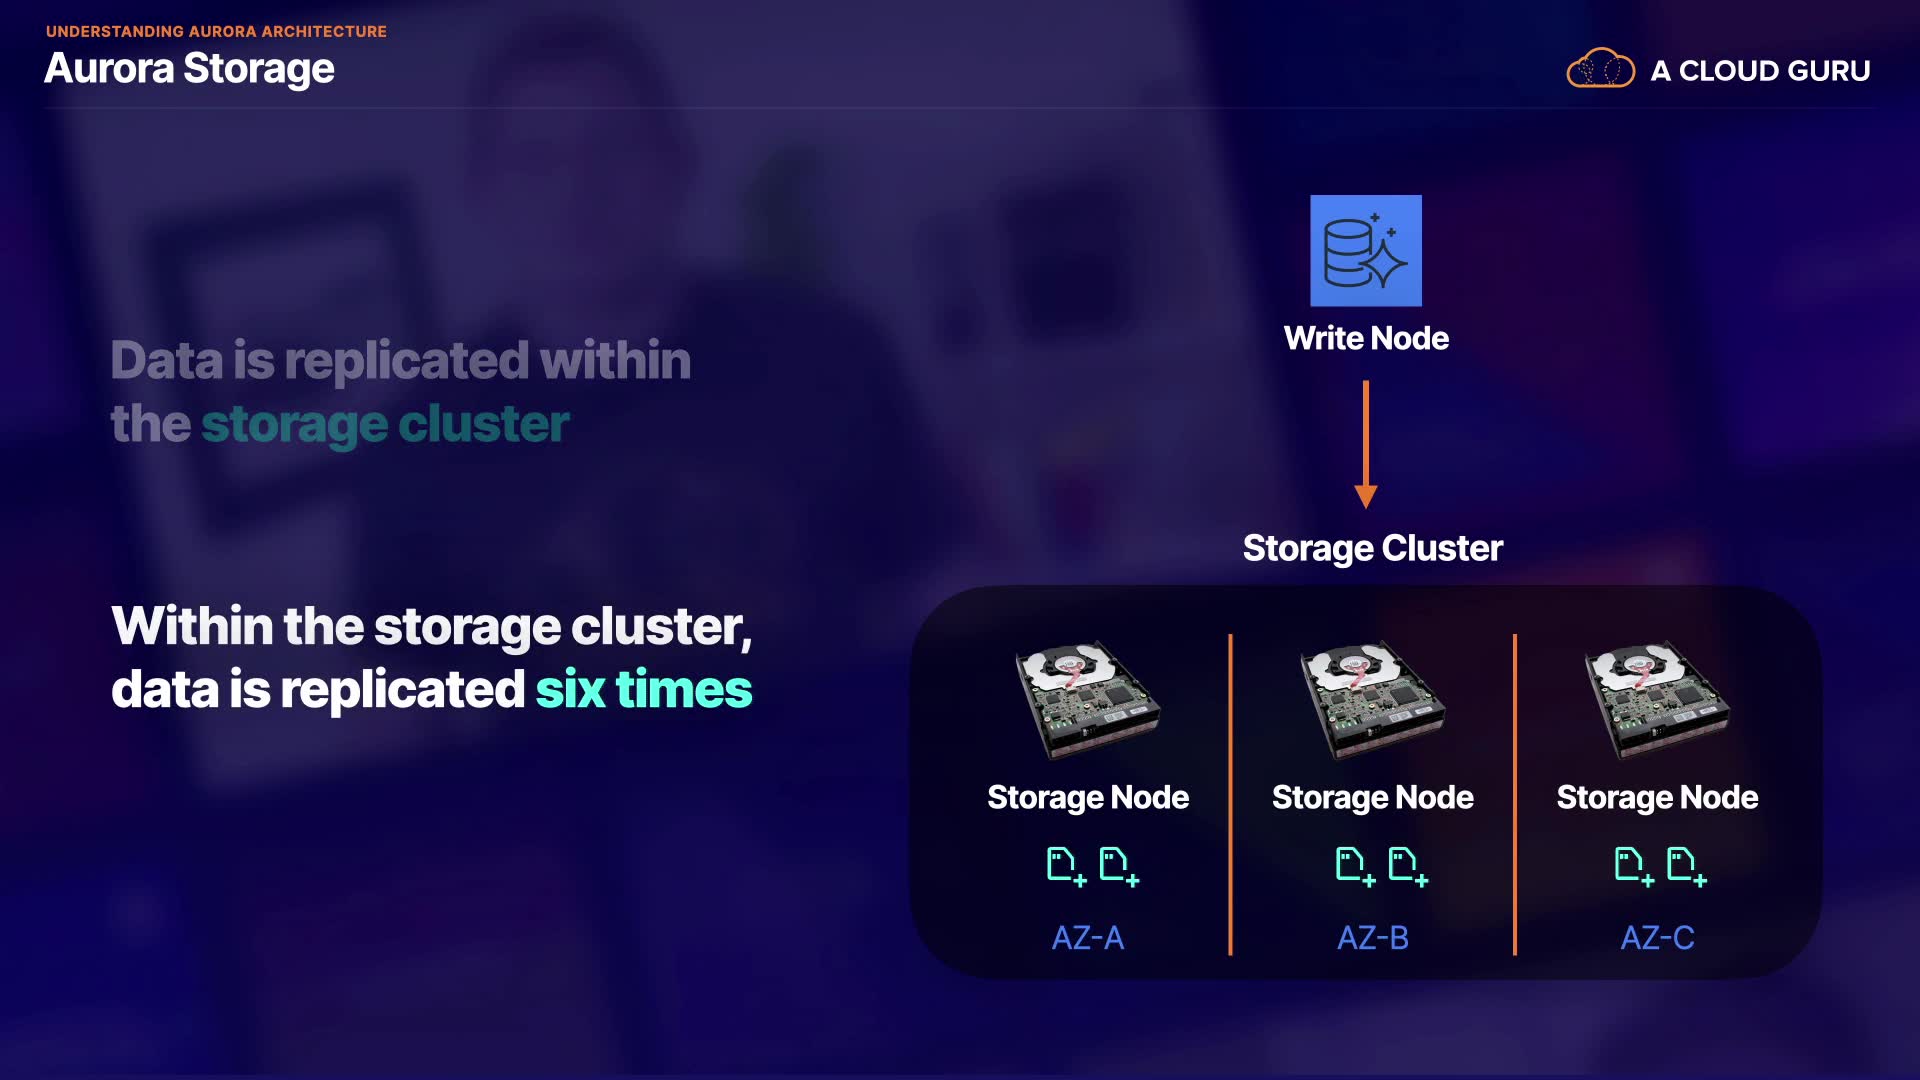 UNDERSTANDING AURORA ARCHITECTURE
Aurora Storage
A CLOUD GURU
Data is replicated within
the storage cluster
Within the storage cluster,
data is replicated six times
Write Node
Storage Cluster
Storage Node
Storage Node
Storage Node
AZ-A
AZ-B
AZ-C